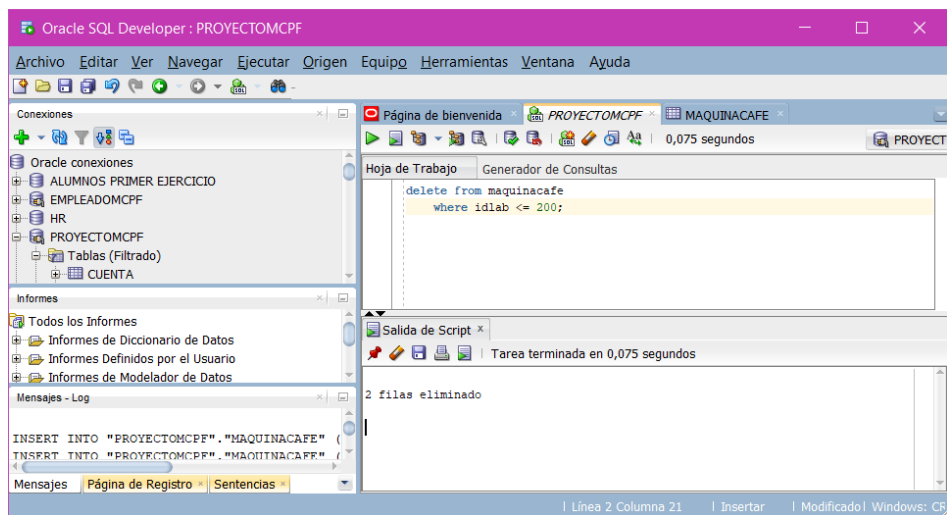 Oracle SQL Developer : PROYECTOMCPF
Archivo Editar Ver Navegar Ejecutar Origen Equipo Herramientas Ventana Ayuda
Conexiones
Oracle conexiones
ALUMNOS PRIMER EJERCICIO
EMPLEADOMCPF
HR
PROYECTOMCPF
Tablas (Filtrado)
CUENTA
Informes
Todos los Informes
Informes de Diccionario de Datos
Informes Definidos por el Usuario
Informes de Modelador de Datos
Mensajes - Log
INSERT INTO "PROYECTOMCPF"."MAQUINACAFE" (
INSERT INTO "PROYECTOMCPF"."MAQUINACAFE" (
Mensajes Página de Registro Sentencias
Página de bienvenida PROYECTOMCPF MAQUINACAFE
0,075 segundos PROYECT
Hoja de Trabajo Generador de Consultas
delete from maquinacafe
where idlab <= 200;
Salida de Script
Tarea terminada en 0,075 segundos
2 filas eliminado
Línea 2 Columna 21 | Insertar | Modificado | Windows: CR